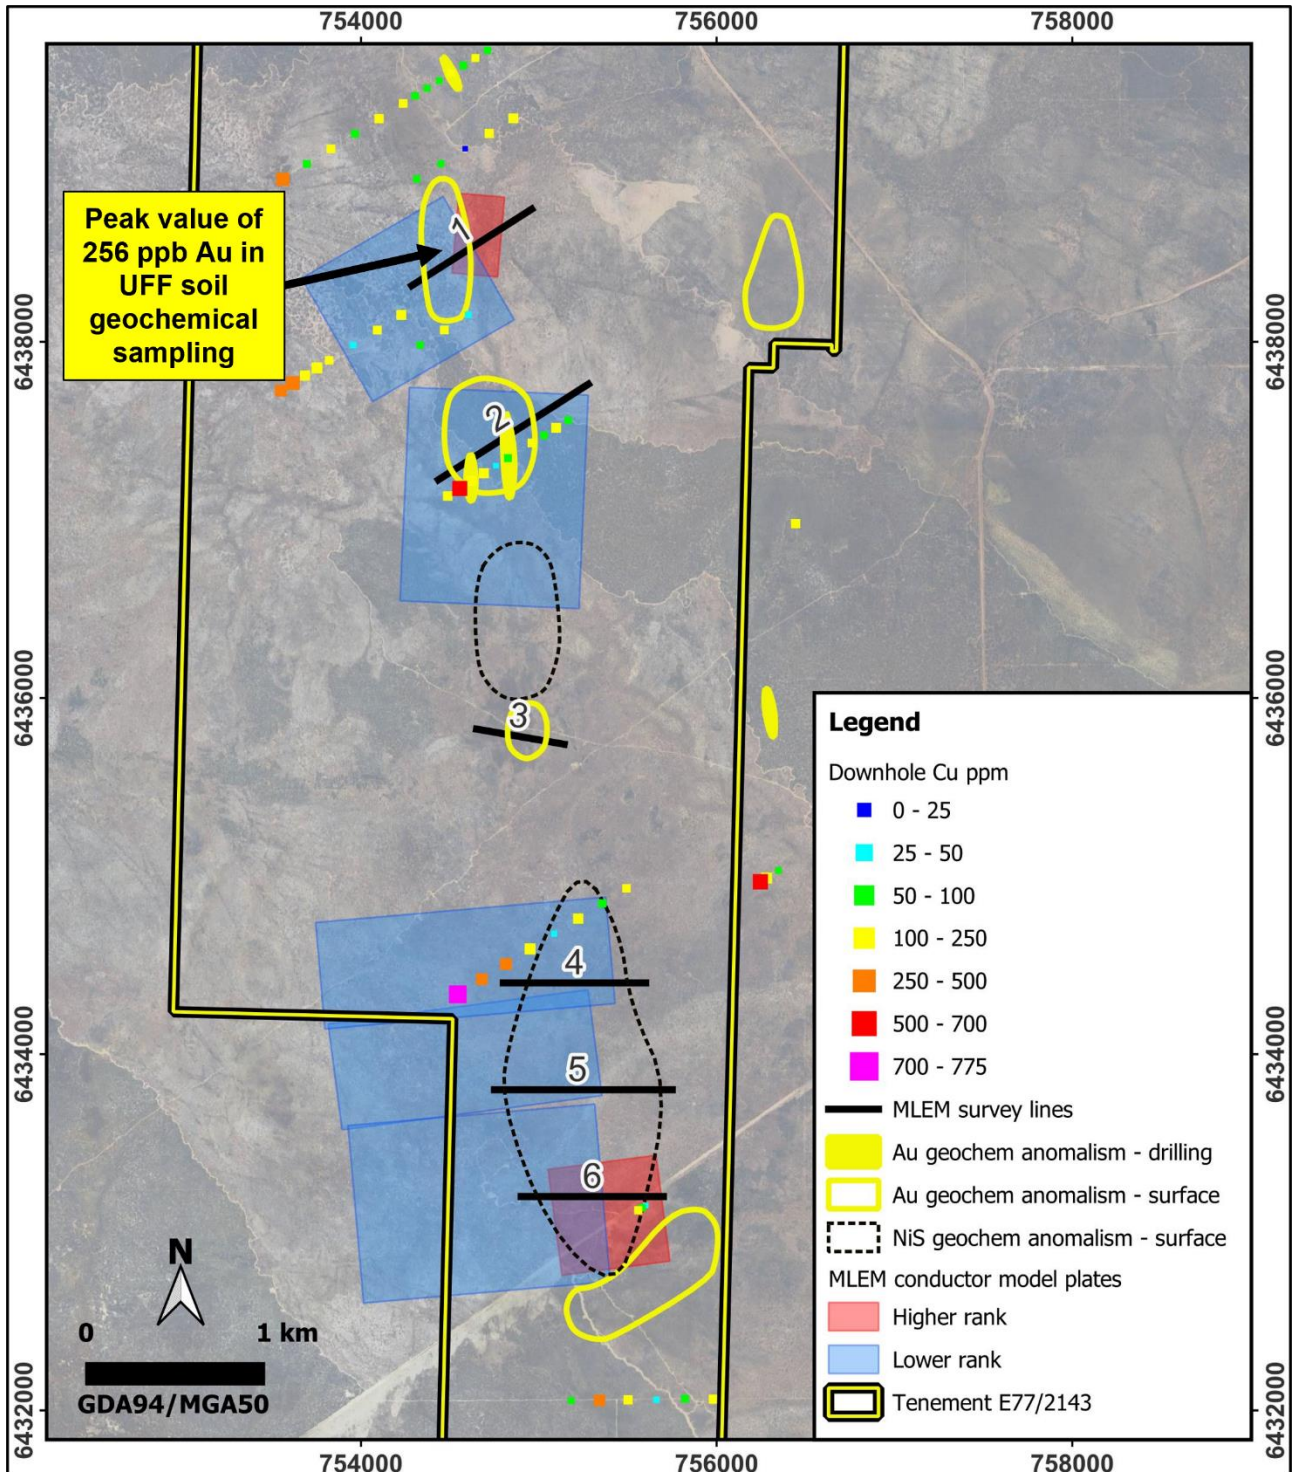 754000
756000
758000
6438000
6438000
6436000
6436000
6434000
6434000
6432000
6432000
Peak value of
256 ppb Au in
UFF soil
geochemical
sampling
1
2
3
4
5
6
Legend
Downhole Cu ppm
0 - 25
25 - 50
50 - 100
100 - 250
250 - 500
500 - 700
700 - 775
MLEM survey lines
Au geochem anomalism - drilling
Au geochem anomalism - surface
NiS geochem anomalism - surface
MLEM conductor model plates
Higher rank
Lower rank
Tenement E77/2143
N
0 1 km
GDA94/MGA50
754000
756000
758000